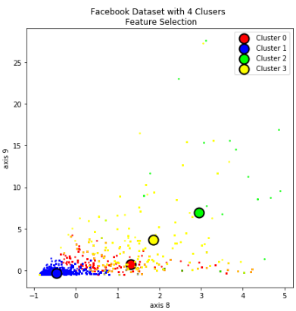 Facebook Dataset with 4 Clusers
Feature Selection
Cluster 0
Cluster 1
Cluster 2
Cluster 3
25
20
15
10
5
0
axis 9
-1 0 1 2 3 4 5
axis 8